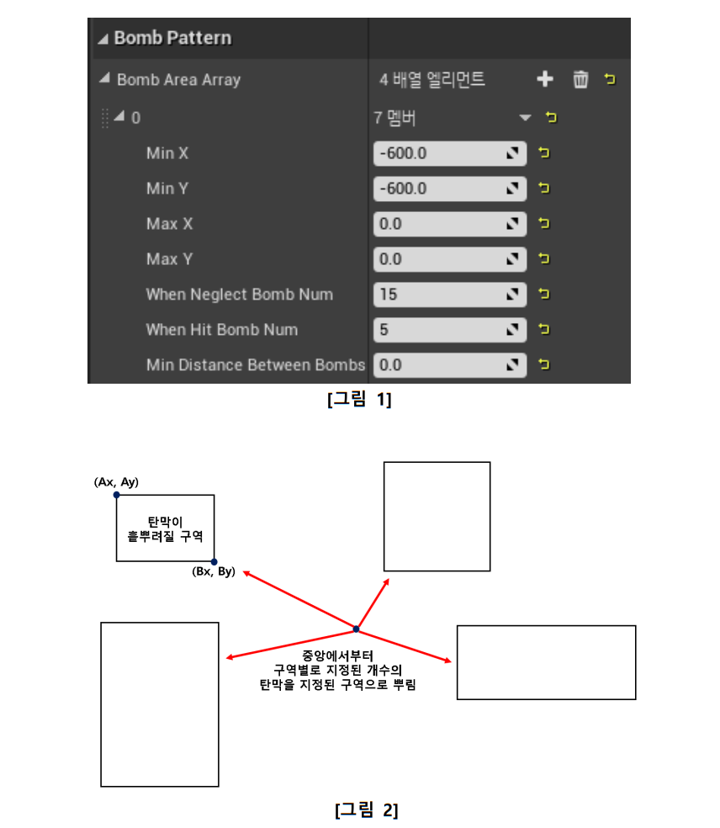 Bomb Pattern
Bomb Area Array 4 배열 엘리먼트
0 7 멤버
Min X -600.0
Min Y -600.0
Max X 0.0
Max Y 0.0
When Neglect Bomb Num 15
When Hit Bomb Num 5
Min Distance Between Bombs 0.0
[그림 1]
(Ax, Ay)
탄막이
흩뿌려질 구역
(Bx, By)
중앙에서부터
구역별로 지정된 개수의
탄막을 지정된 구역으로 뿌림
[그림 2]